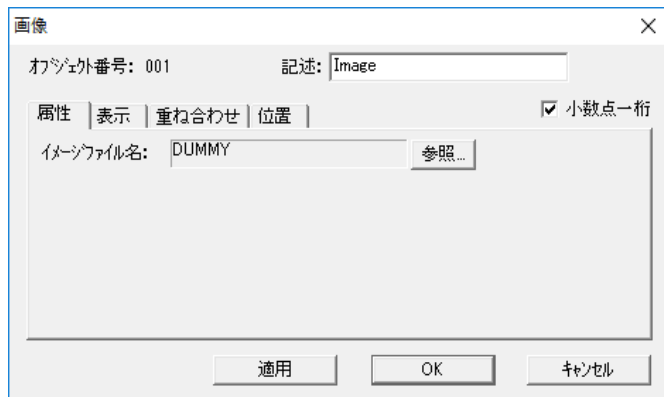 画像
ｵﾌﾞｼﾞｪｸﾄ番号: 001 記述: Image
属性 表示 重ね合わせ 位置 小数点一桁
ｲﾒｰｼﾞﾌｧｲﾙ名: DUMMY 参照...
適用 OK ｷｬﾝｾﾙ